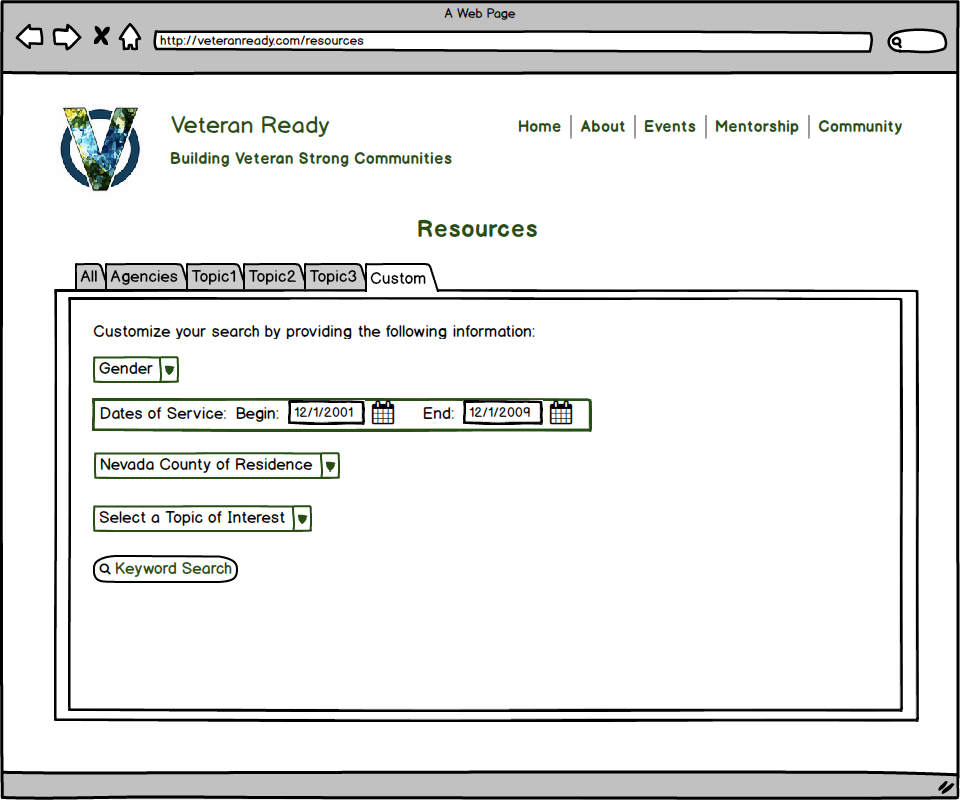 A Web Page
http://veteranready.com/resources
V
Veteran Ready
Home About Events Mentorship Community
Building Veteran Strong Communities
Resources
All Agencies Topic1 Topic2 Topic3 Custom
Customize your search by providing the following information:
Gender
Dates of Service: Begin: 12/1/2001 End: 12/1/2009
Nevada County of Residence
Select a Topic of Interest
Keyword Search